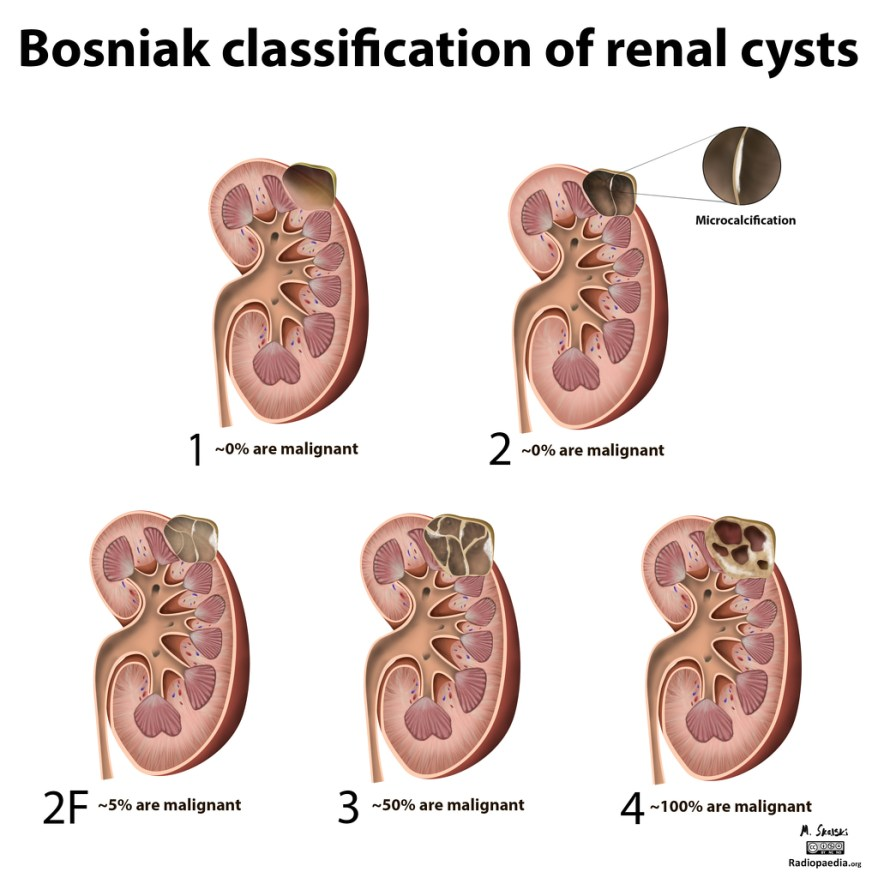 Bosniak classification of renal cysts
Microcalcification
1 ~0% are malignant
2 ~0% are malignant
2F ~5% are malignant
3 ~50% are malignant
4 ~100% are malignant
M. Skalski
Radiopaedia.org